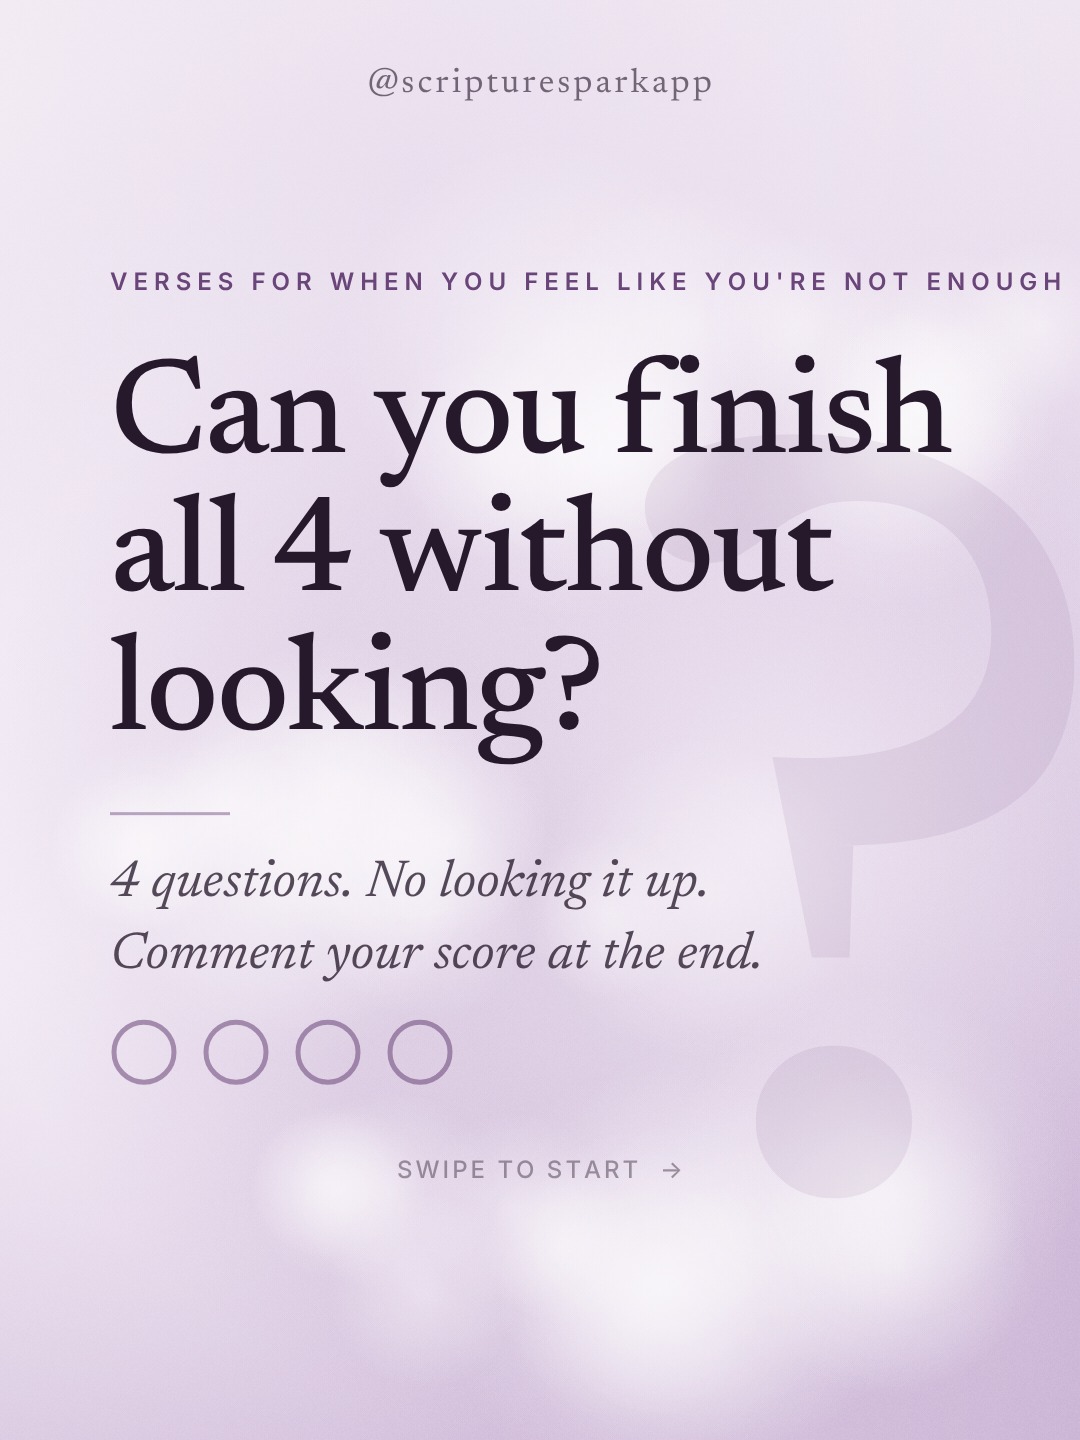 @scripturesparkapp
VERSES FOR WHEN YOU FEEL LIKE YOU'RE NOT ENOUGH
Can you finish
all 4 without
looking?
4 questions. No looking it up.
Comment your score at the end.
SWIPE TO START →
?